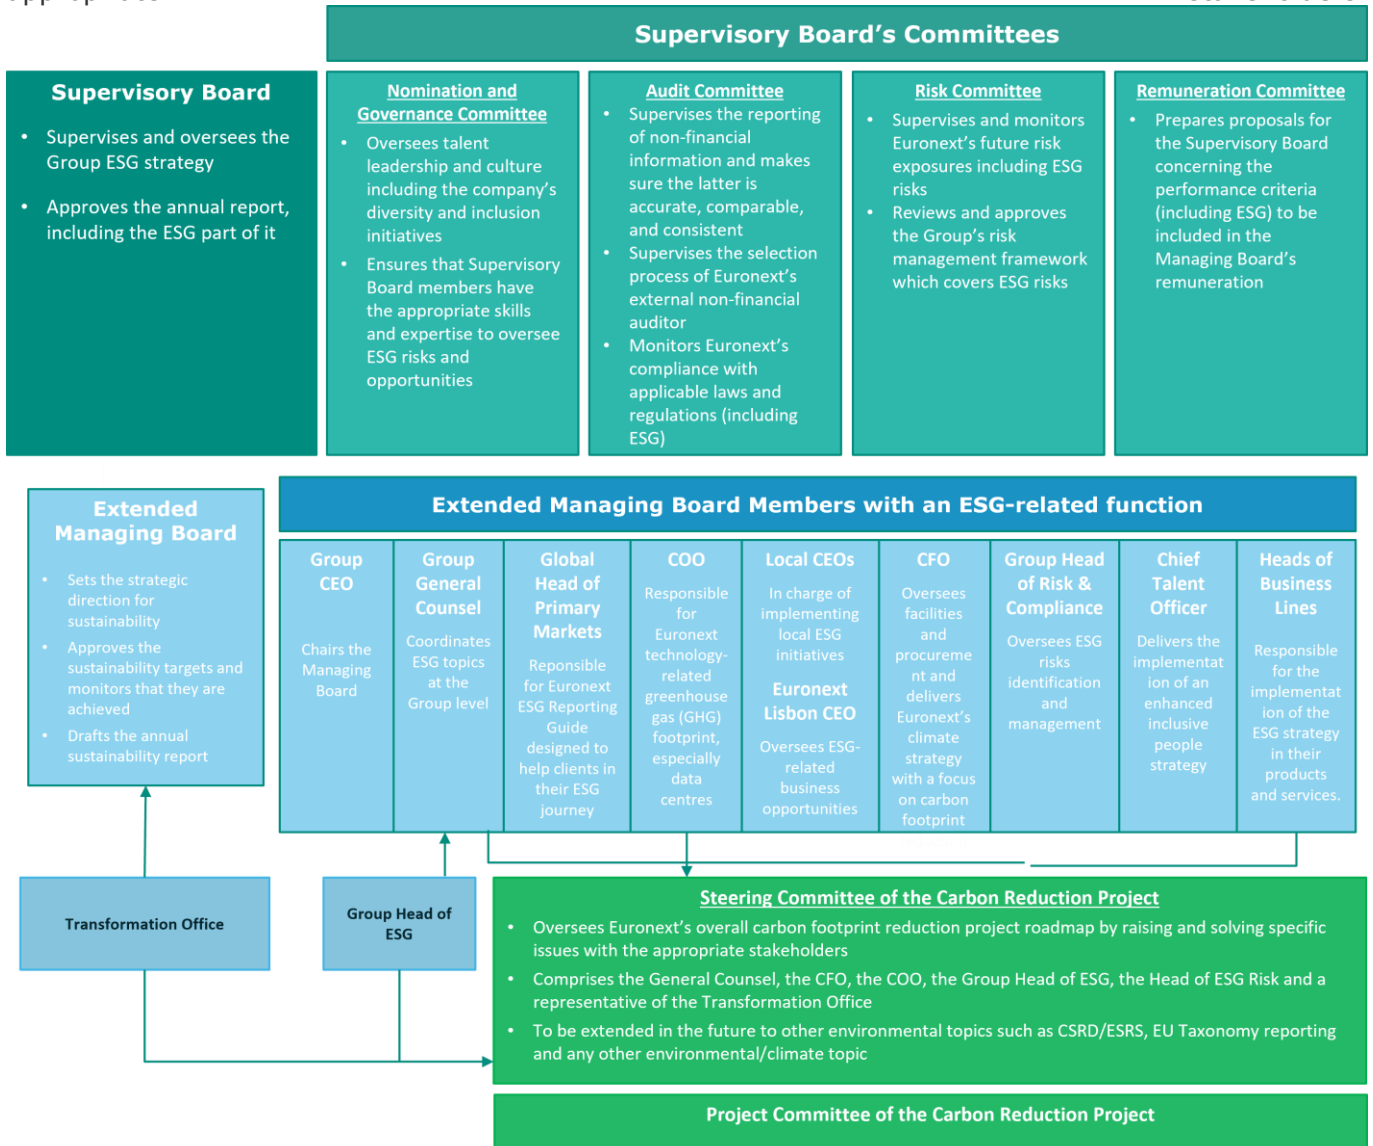 Supervisory Board's Committees
Supervisory Board
• Supervises and oversees the
Group ESG strategy
• Approves the annual report,
including the ESG part of it
Nomination and
Governance Committee
• Oversees talent
leadership and culture
including the company's
diversity and inclusion
initiatives
• Ensures that Supervisory
Board members have
the appropriate skills
and expertise to oversee
ESG risks and
opportunities
Audit Committee
• Supervises the reporting
of non-financial
information and makes
sure the latter is
accurate, comparable,
and consistent
• Supervises the selection
process of Euronext's
external non-financial
auditor
• Monitors Euronext's
compliance with
applicable laws and
regulations (including
ESG)
Risk Committee
• Supervises and monitors
Euronext's future risk
exposures including ESG
risks
• Reviews and approves
the Group's risk
management framework
which covers ESG risks
Remuneration Committee
• Prepares proposals for
the Supervisory Board
concerning the
performance criteria
(including ESG) to be
included in the
Managing Board's
remuneration
Extended
Managing Board
• Sets the strategic
direction for
sustainability
• Approves the
sustainability targets and
monitors that they are
achieved
• Drafts the annual
sustainability report
Extended Managing Board Members with an ESG-related function
Group
CEO
Chairs the
Managing
Board
Group
General
Counsel
Coordinates
ESG topics
at the
Group level
Global
Head of
Primary
Markets
Reponsible
for Euronext
ESG Reporting
Guide
designed to
help clients in
their ESG
journey
COO
Responsible
for
Euronext
technology-
related
greenhouse
gas (GHG)
footprint,
especially
data
centres
Local CEOs
In charge of
implementing
local ESG
initiatives
Euronext
Lisbon CEO
Oversees ESG-
related
business
opportunities
CFO
Oversees
facilities
and
procureme
nt and
delivers
Euronext's
climate
strategy
with a focus
on carbon
footprint
Group Head
of Risk &
Compliance
Oversees ESG
risks
identification
and
management
Chief
Talent
Officer
Delivers the
implementat
ion of an
enhanced
inclusive
people
strategy
Heads of
Business
Lines
Responsible
for the
implementat
ion of the
ESG strategy
in their
products
and services.
Transformation Office
Group Head of
ESG
Steering Committee of the Carbon Reduction Project
• Oversees Euronext's overall carbon footprint reduction project roadmap by raising and solving specific
issues with the appropriate stakeholders
• Comprises the General Counsel, the CFO, the COO, the Group Head of ESG, the Head of ESG Risk and a
representative of the Transformation Office
• To be extended in the future to other environmental topics such as CSRD/ESRS, EU Taxonomy reporting
and any other environmental/climate topic
Project Committee of the Carbon Reduction Project